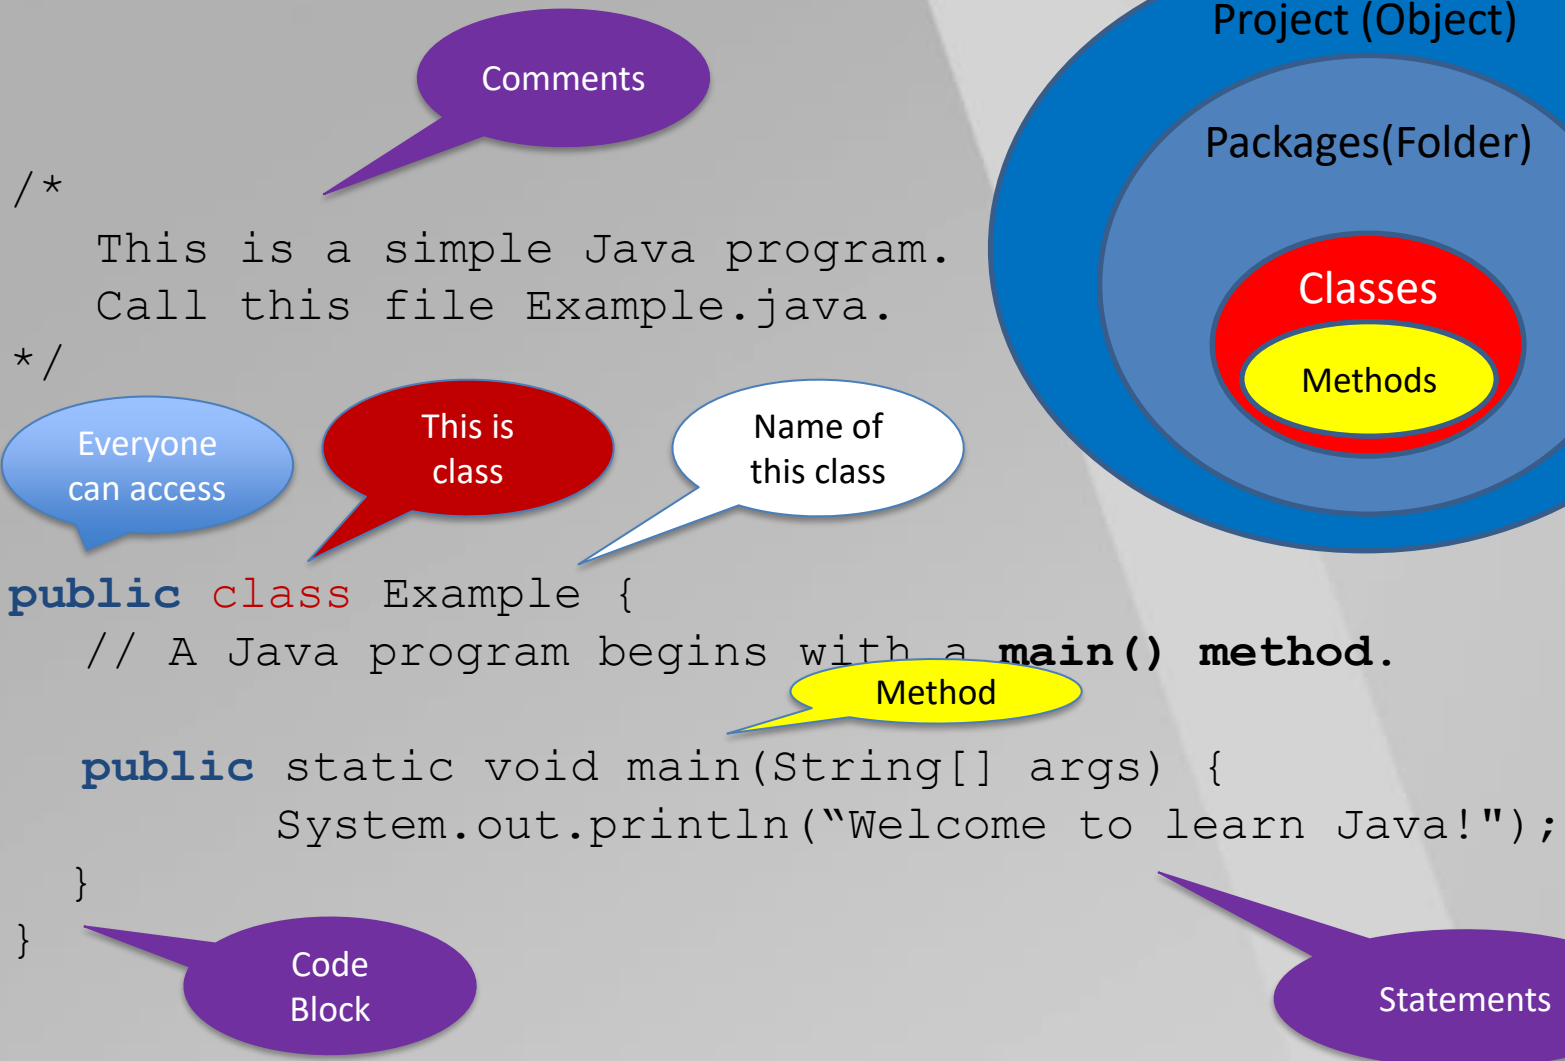 Project (Object)
Comments
Packages(Folder)
/*
This is a simple Java program.
Call this file Example.java.
*/
Classes
Methods
Everyone
can access
This is
class
Name of
this class
public class Example {
// A Java program begins with a main() method.
Method
public static void main(String[] args) {
System.out.println(“Welcome to learn Java!");
}
}
Code
Block
Statements